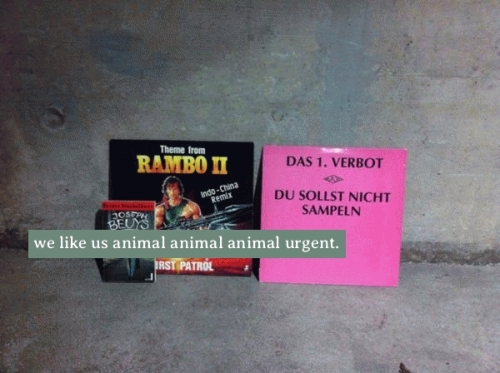 Theme from
RAMBO II
Indo-China
Remix
JOSEPH
BEUYS
IRST PATROL
DAS 1. VERBOT
DU SOLLST NICHT
SAMPELN
we like us animal animal animal urgent.